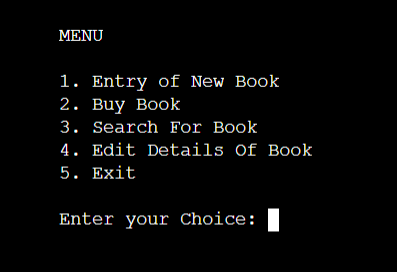 MENU
1. Entry of New Book
2. Buy Book
3. Search For Book
4. Edit Details Of Book
5. Exit
Enter your Choice: